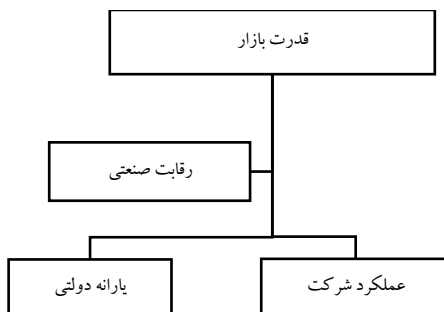 قدرت بازار
رقابت صنعتی
عملکرد شرکت
یارانه دولتی